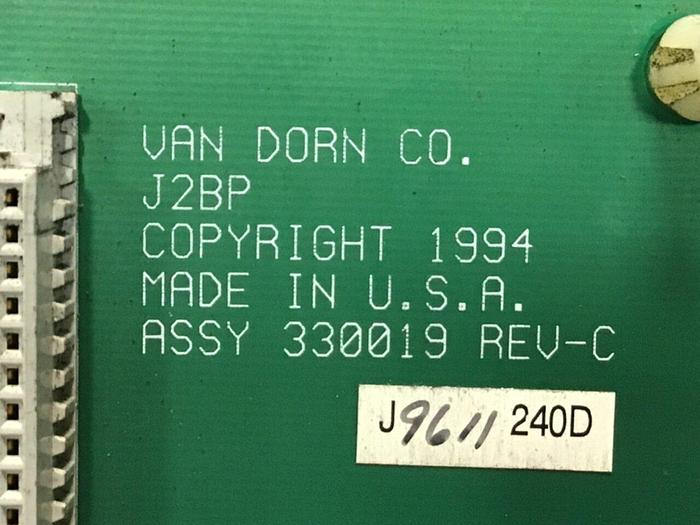 VAN DORN CO.
J2BP
COPYRIGHT 1994
MADE IN U.S.A.
ASSY 330019 REV-C
J9611 240D